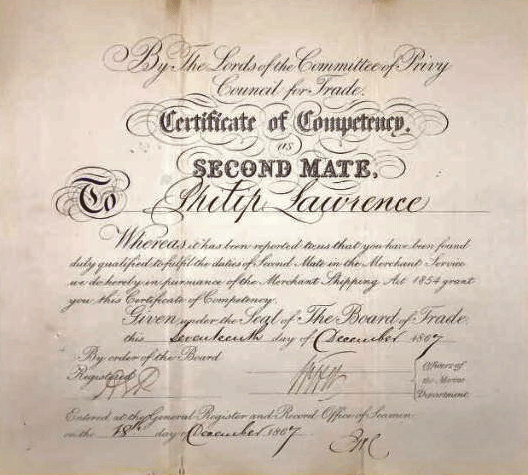 By The Lords of the Committee of Privy
Council for Trade.
Certificate of Competency,
as
SECOND MATE,
To Philip Lawrence
Whereas it has been reported to us that you have been found
duly qualified to fulfil the duties of Second Mate in the Merchant Service
we do hereby in pursuance of the Merchant Shipping Act 1854 grant
you this Certificate of Competency.
Given under the Seal of The Board of Trade
this seventeenth day of December 1867
By order of the Board
Registered
Officers of
the Marine
Department
Entered at the General Register and Record Office of Seamen
on the 18th day of December 1867